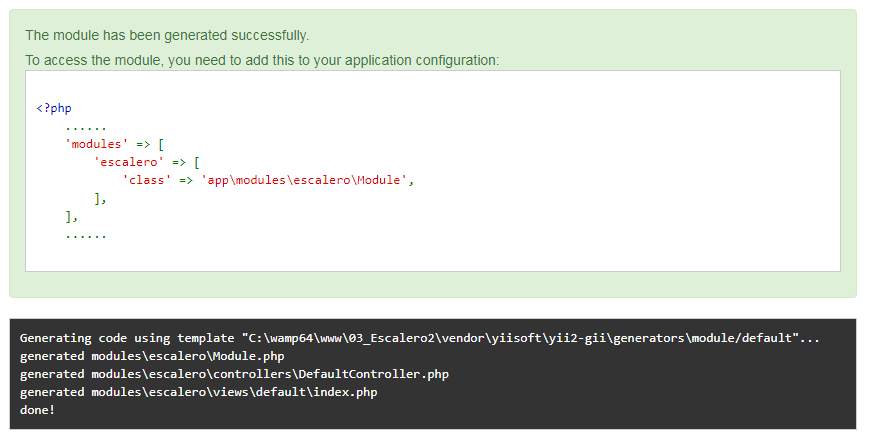 The module has been generated successfully.
To access the module, you need to add this to your application configuration:
<?php
......
'modules' => [
'escalero' => [
'class' => 'app\modules\escalero\Module',
],
],
......
Generating code using template "C:\wamp64\www\03_Escalero2\vendor\yiisoft\yii2-gii\generators\module/default"...
generated modules\escalero\Module.php
generated modules\escalero\controllers\DefaultController.php
generated modules\escalero\views\default\index.php
done!